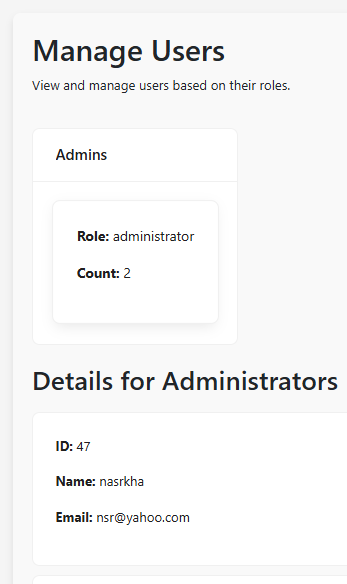 Manage Users
View and manage users based on their roles.
Admins
Role: administrator
Count: 2
Details for Administrators
ID: 47
Name: nasrkha
Email: nsr@yahoo.com